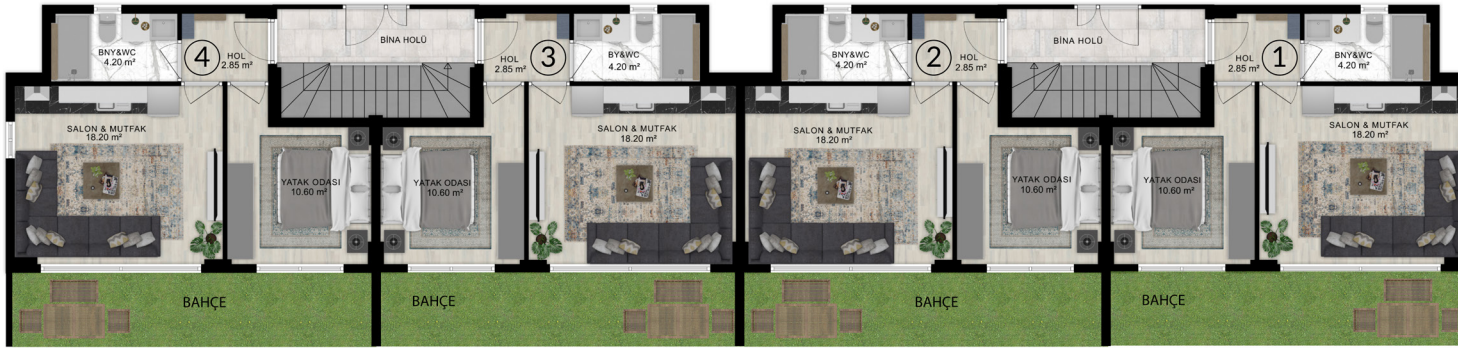 BNY&WC
4.20 m²
4
HOL
2.85 m²
BİNA HOLÜ
HOL
2.85 m²
3
BY&WC
4.20 m²
BNY&WC
4.20 m²
2
HOL
2.85 m²
BİNA HOLÜ
HOL
2.85 m²
1
BNY&WC
4.20 m²
SALON & MUTFAK
18.20 m²
YATAK ODASI
10.60 m²
YATAK ODASI
10.60 m²
SALON & MUTFAK
18.20 m²
SALON & MUTFAK
18.20 m²
YATAK ODASI
10.60 m²
YATAK ODASI
10.60 m²
SALON & MUTFAK
18.20 m²
BAHÇE
BAHÇE
BAHÇE
BAHÇE